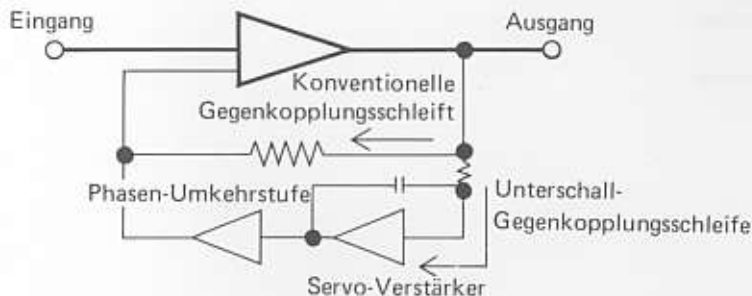 Eingang
Ausgang
Konventionelle
Gegenkopplungsschleift
Phasen-Umkehrstufe
Unterschall-
Gegenkopplungsschleife
Servo-Verstärker